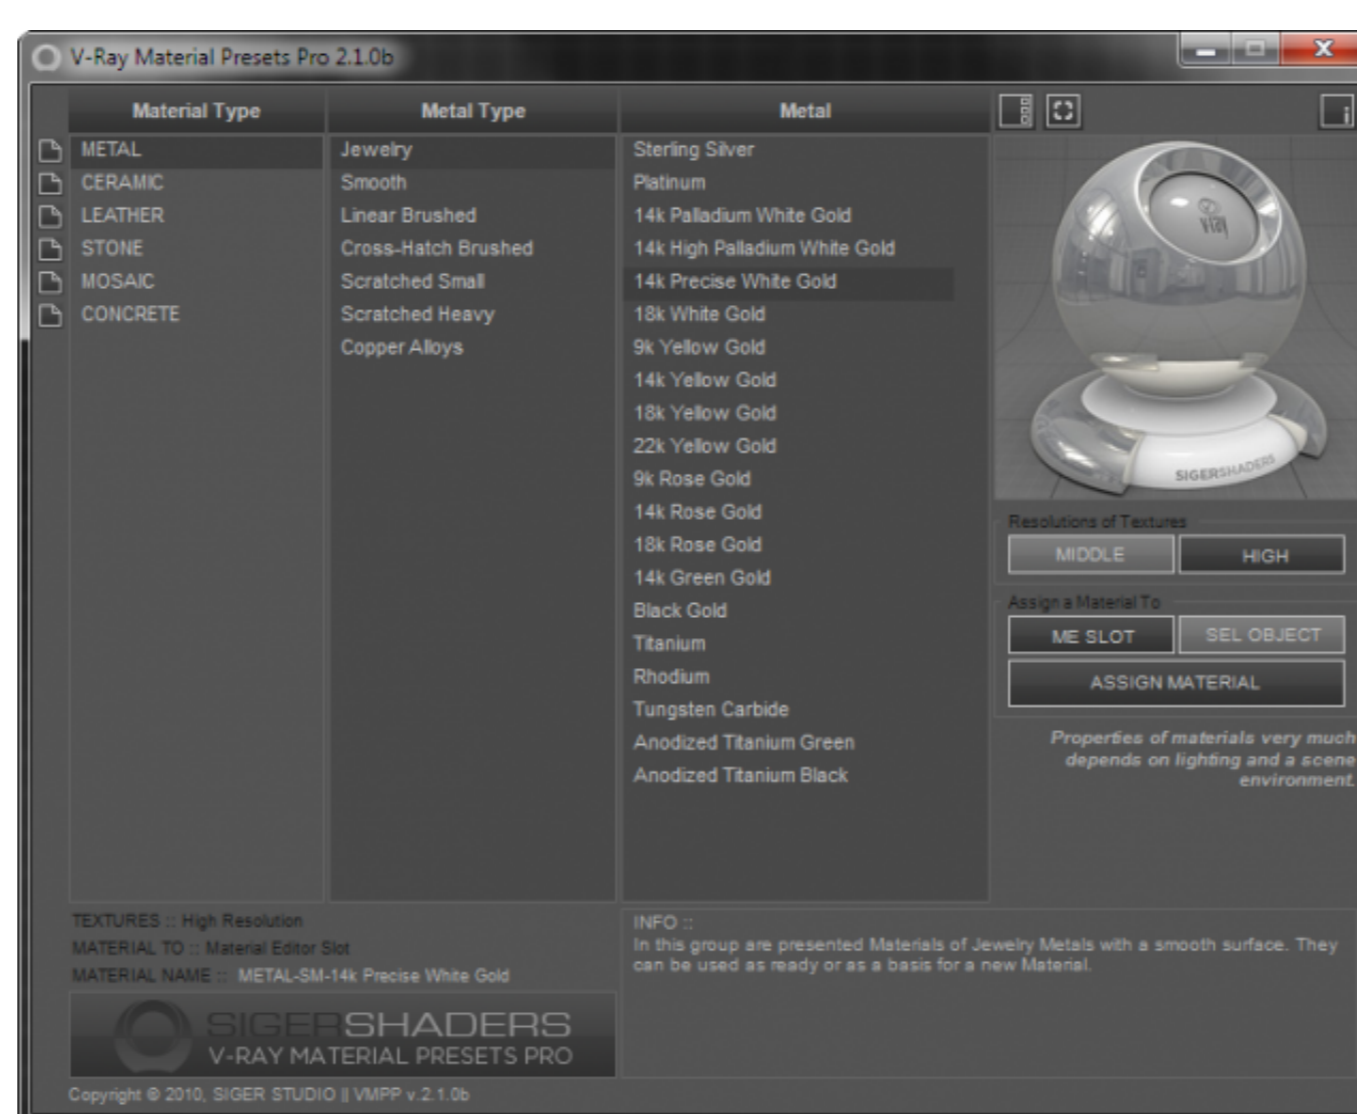 V-Ray Material Presets Pro 2.1.0b
Material Type
Metal Type
Metal
METAL
CERAMIC
LEATHER
STONE
MOSAIC
CONCRETE
Jewelry
Smooth
Linear Brushed
Cross-Hatch Brushed
Scratched Small
Scratched Heavy
Copper Alloys
Sterling Silver
Platinum
14k Palladium White Gold
14k High Palladium White Gold
14k Precise White Gold
18k White Gold
9k Yellow Gold
14k Yellow Gold
18k Yellow Gold
22k Yellow Gold
9k Rose Gold
14k Rose Gold
18k Rose Gold
14k Green Gold
Black Gold
Titanium
Rhodium
Tungsten Carbide
Anodized Titanium Green
Anodized Titanium Black
v·ray
SIGERSHADERS
Resolutions of Textures
MIDDLE
HIGH
Assign a Material To
ME SLOT
SEL OBJECT
ASSIGN MATERIAL
Properties of materials very much
depends on lighting and a scene
environment.
TEXTURES :: High Resolution
MATERIAL TO :: Material Editor Slot
MATERIAL NAME :: METAL-SM-14k Precise White Gold
INFO ::
In this group are presented Materials of Jewelry Metals with a smooth surface. They
can be used as ready or as a basis for a new Material.
SIGERSHADERS
V-RAY MATERIAL PRESETS PRO
Copyright © 2010, SIGER STUDIO || VMPP v.2.1.0b